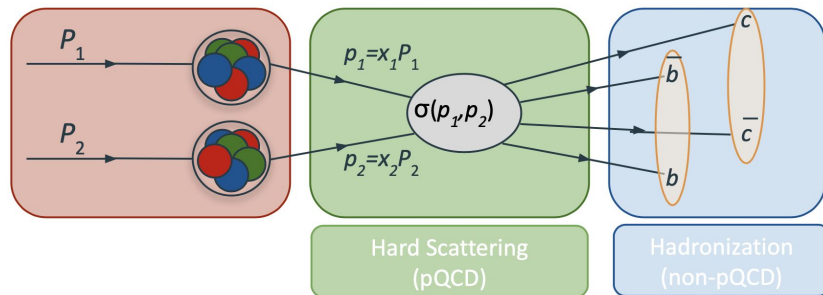 P₁
P₂
p₁=x₁P₁
p₂=x₂P₂
σ(p₁,p₂)
c
b̅
c̅
b
Hard Scattering
(pQCD)
Hadronization
(non-pQCD)